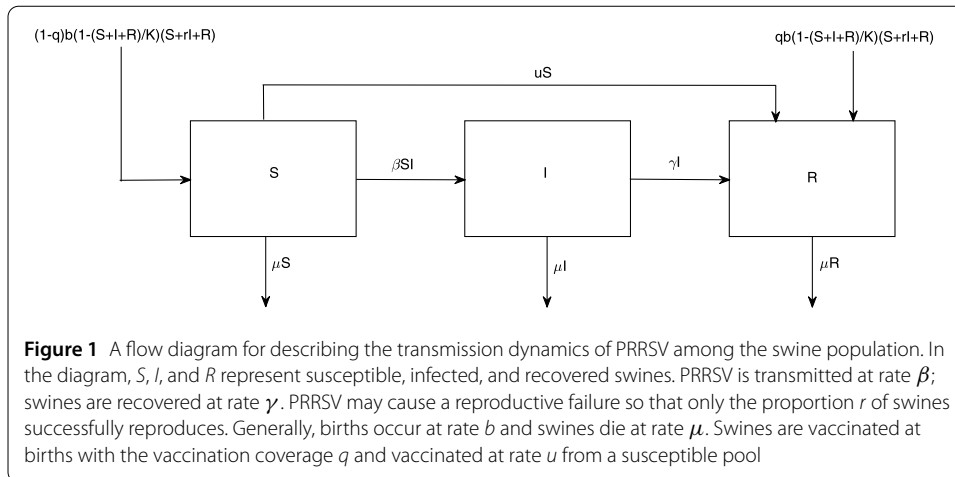 (1-q)b(1-(S+I+R)/K)(S+rI+R)
qb(1-(S+I+R)/K)(S+rI+R)
uS
S
βSI
I
γI
R
μS
μI
μR
Figure 1 A flow diagram for describing the transmission dynamics of PRRSV among the swine population. In
the diagram, S, I, and R represent susceptible, infected, and recovered swines. PRRSV is transmitted at rate β;
swines are recovered at rate γ. PRRSV may cause a reproductive failure so that only the proportion r of swines
successfully reproduces. Generally, births occur at rate b and swines die at rate μ. Swines are vaccinated at
births with the vaccination coverage q and vaccinated at rate u from a susceptible pool